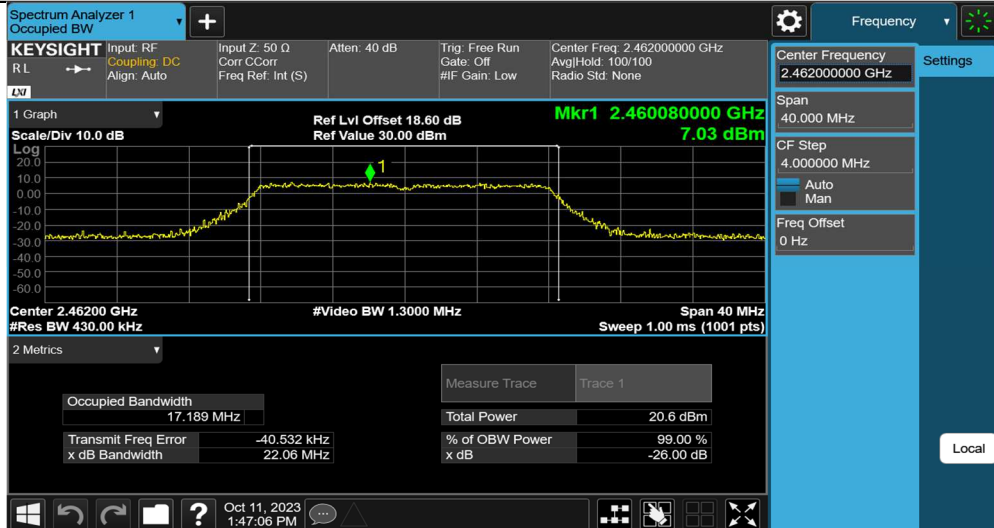 Spectrum Analyzer 1
Occupied BW
+
Frequency
KEYSIGHT
RL
LXI
Input: RF
Coupling: DC
Align: Auto
Input Z: 50 Ω
Corr CCorr
Freq Ref: Int (S)
Atten: 40 dB
Trig: Free Run
Gate: Off
#IF Gain: Low
Center Freq: 2.462000000 GHz
Avg|Hold: 100/100
Radio Std: None
Center Frequency
2.462000000 GHz
Settings
Span
40.000 MHz
CF Step
4.000000 MHz
Auto
Man
Freq Offset
0 Hz
Local
1 Graph
Scale/Div 10.0 dB
Ref Lvl Offset 18.60 dB
Ref Value 30.00 dBm
Mkr1 2.460080000 GHz
7.03 dBm
Log
20.0
10.0
0.00
-10.0
-20.0
-30.0
-40.0
-50.0
-60.0
1
Center 2.46200 GHz
#Video BW 1.3000 MHz
Span 40 MHz
#Res BW 430.00 kHz
Sweep 1.00 ms (1001 pts)
2 Metrics
Measure Trace Trace 1
Occupied Bandwidth
17.189 MHz
Total Power 20.6 dBm
Transmit Freq Error -40.532 kHz
% of OBW Power 99.00 %
x dB Bandwidth 22.06 MHz
x dB -26.00 dB
?
Oct 11, 2023
1:47:06 PM